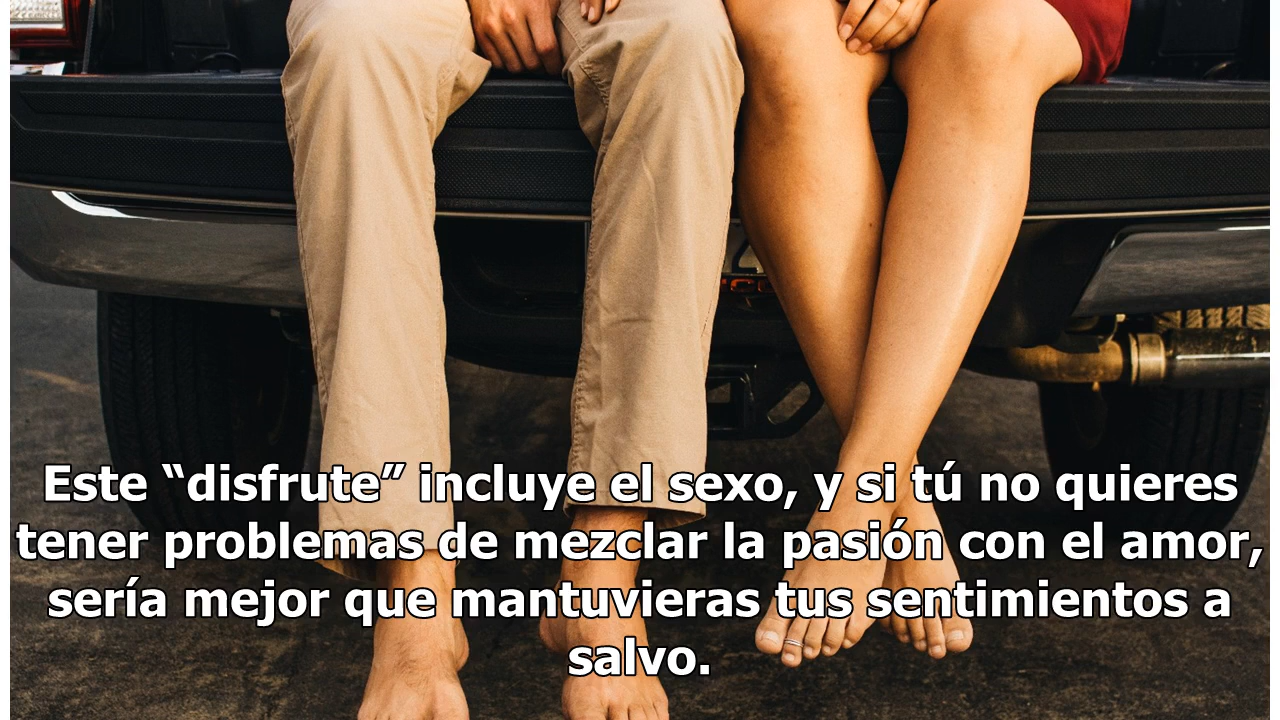 Este “disfrute” incluye el sexo, y si tú no quieres
tener problemas de mezclar la pasión con el amor,
sería mejor que mantuvieras tus sentimientos a
salvo.